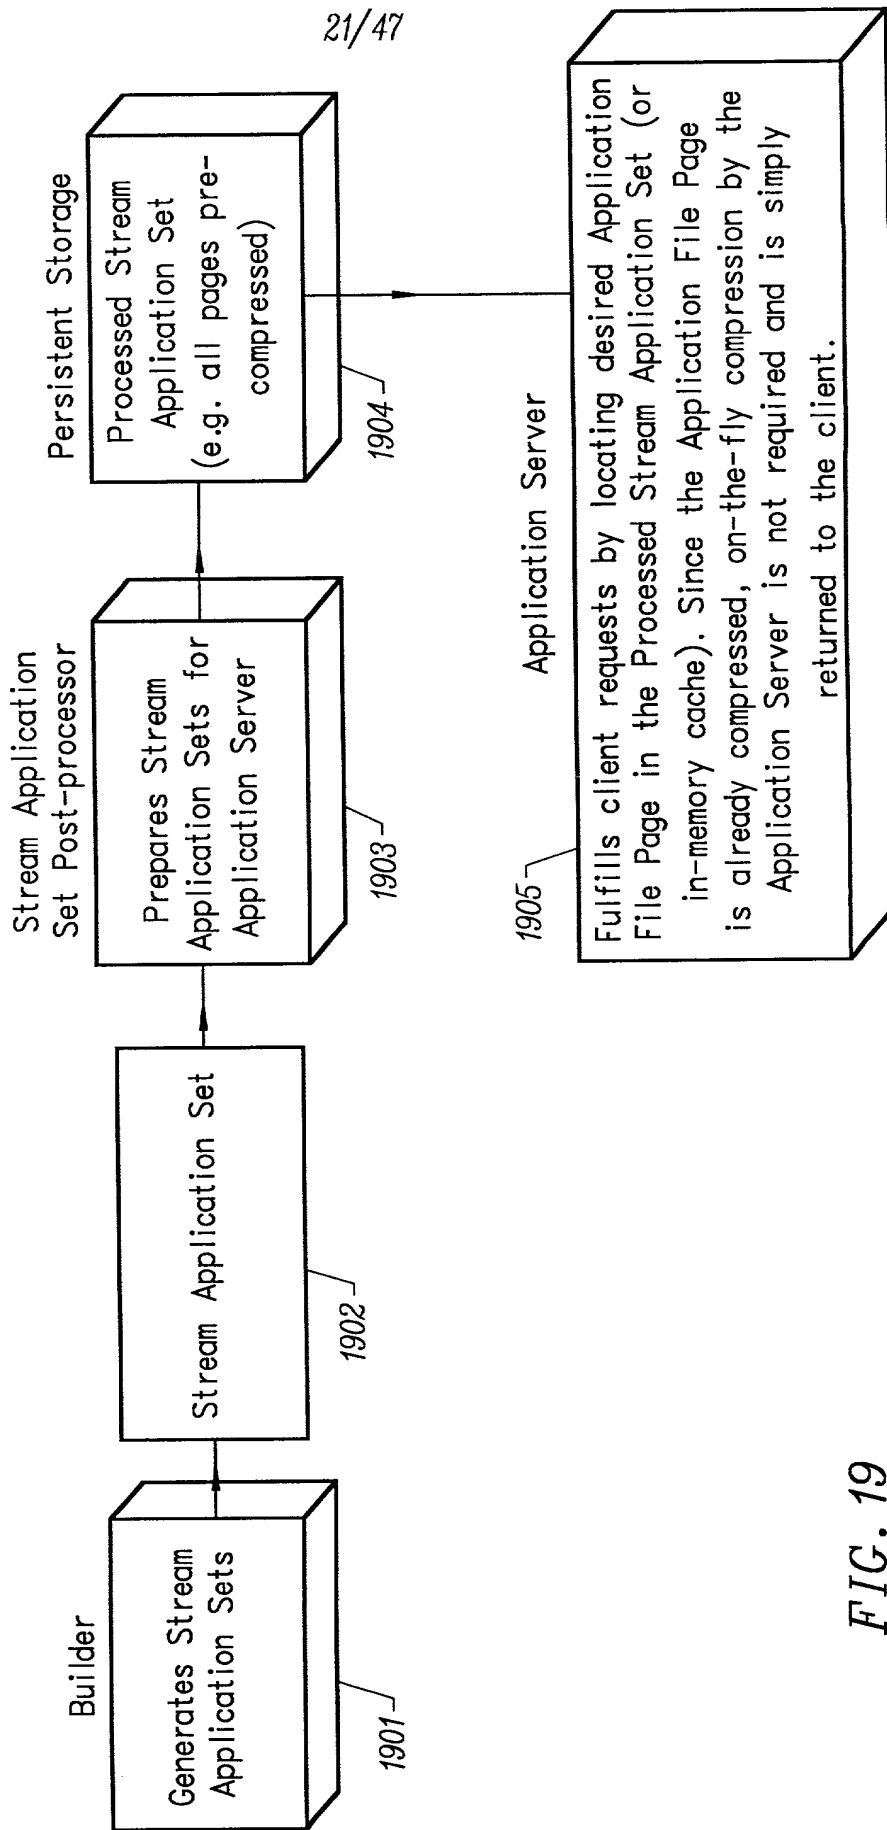 21/47
Builder
Generates Stream
Application Sets
1901
Stream Application Set
1902
Stream Application
Set Post-processor
Prepares Stream
Application Sets for
Application Server
1903
Persistent Storage
Processed Stream
Application Set
(e.g. all pages pre-
compressed)
1904
Application Server
1905
Fulfills client requests by locating desired Application
File Page in the Processed Stream Application Set (or
in-memory cache). Since the Application File Page
is already compressed, on-the-fly compression by the
Application Server is not required and is simply
returned to the client.
FIG. 19